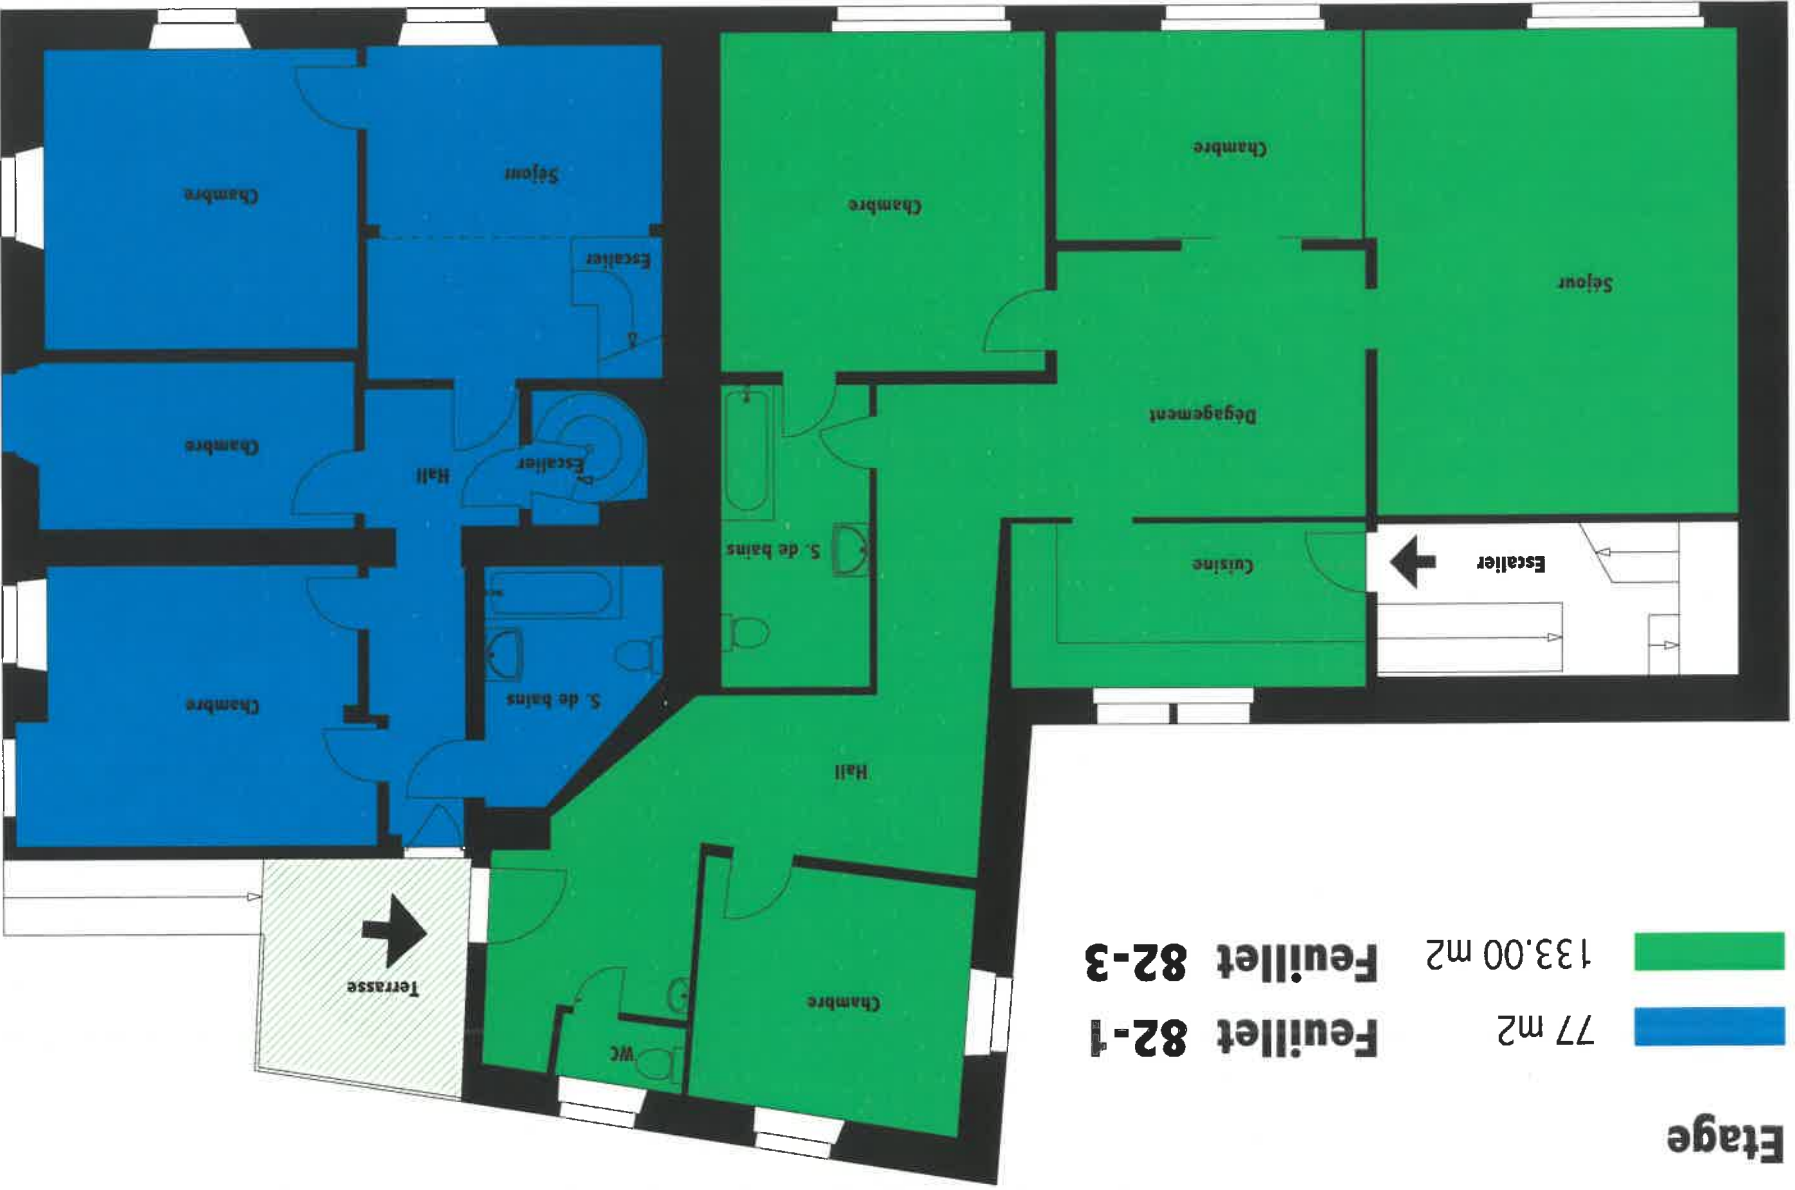 Etage
77 m2 Feuillet 82-1
133.00 m2 Feuillet 82-3
WC
Chambre
Terrasse
Hall
S. de bains
Chambre
Escalier
Cuisine
S. de bains
Escalier
Hall
Chambre
Dégagement
Séjour
Escalier
Chambre
Chambre
Séjour
Chambre